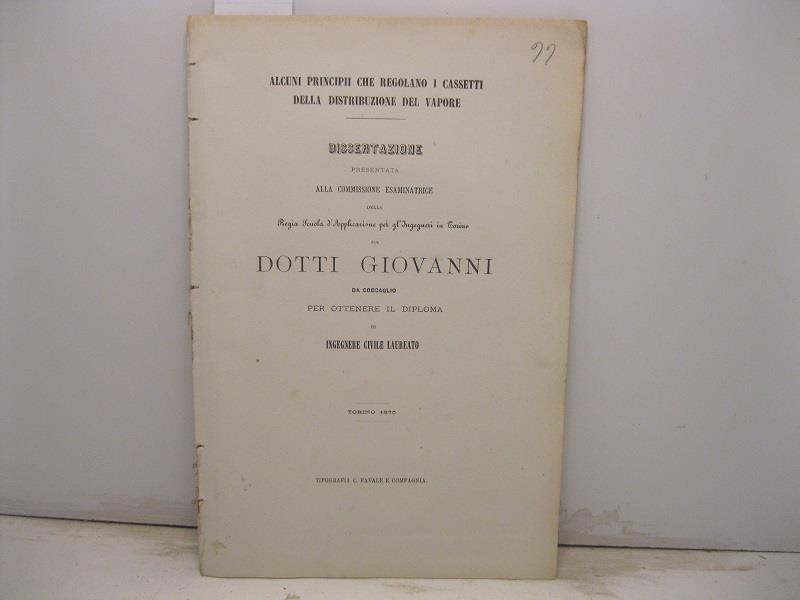 77
ALCUNI PRINCIPII CHE REGOLANO I CASSETTI
DELLA DISTRIBUZIONE DEL VAPORE
DISSERTAZIONE
PRESENTATA
ALLA COMMISSIONE ESAMINATRICE
DELLA
Regia Scuola d'Applicazione per gl'Ingegneri in Torino
DA
DOTTI GIOVANNI
DA COCCAGLIO
PER OTTENERE IL DIPLOMA
DI
INGEGNERE CIVILE LAUREATO
TORINO
TIPOGRAFIA C. FAVALE E COMPAGNIA.